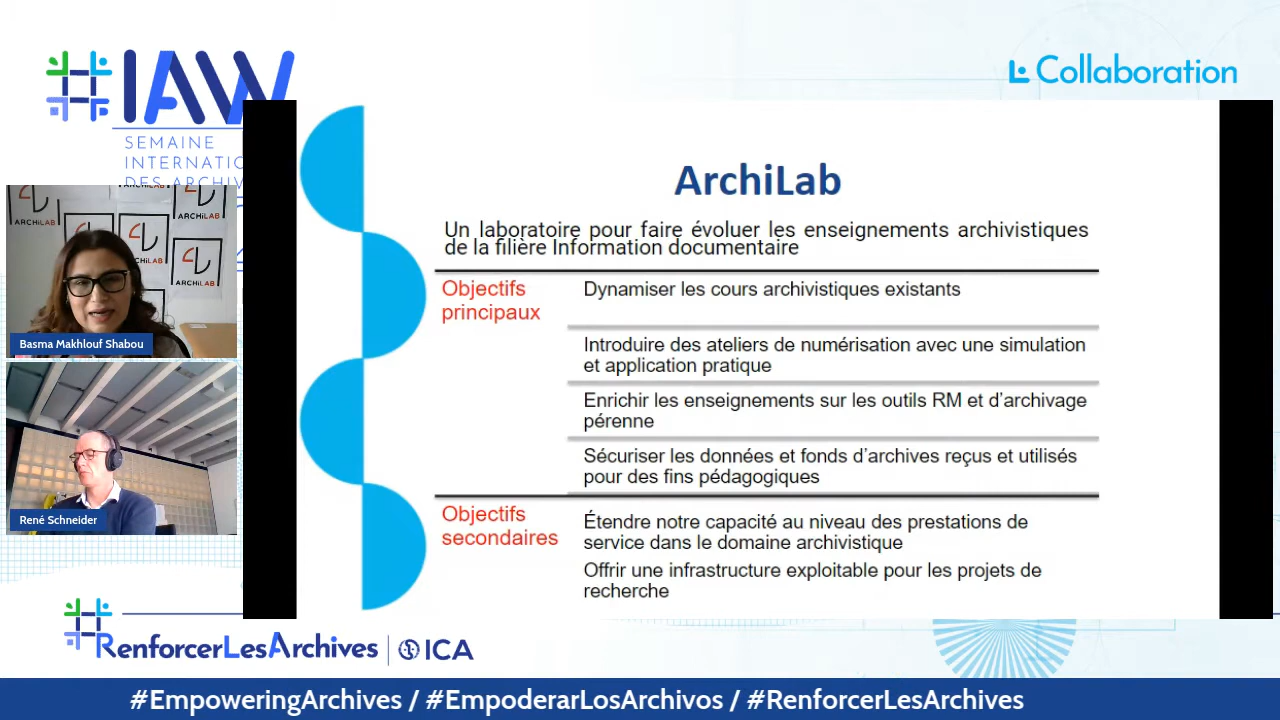 #IAW
SEMAINE
INTERNATIO
DES ARCHIV
Collaboration
ARCHiLAB
ARCHiLAB
ARCHiLAB
Basma Makhlouf Shabou
René Schneider
ArchiLab
Un laboratoire pour faire évoluer les enseignements archivistiques
de la filière Information documentaire
Objectifs
principaux
Dynamiser les cours archivistiques existants
Introduire des ateliers de numérisation avec une simulation
et application pratique
Enrichir les enseignements sur les outils RM et d’archivage
pérenne
Sécuriser les données et fonds d’archives reçus et utilisés
pour des fins pédagogiques
Objectifs
secondaires
Étendre notre capacité au niveau des prestations de
service dans le domaine archivistique
Offrir une infrastructure exploitable pour les projets de
recherche
#RenforcerLesArchives
ICA
#EmpoweringArchives / #EmpoderarLosArchivos / #RenforcerLesArchives